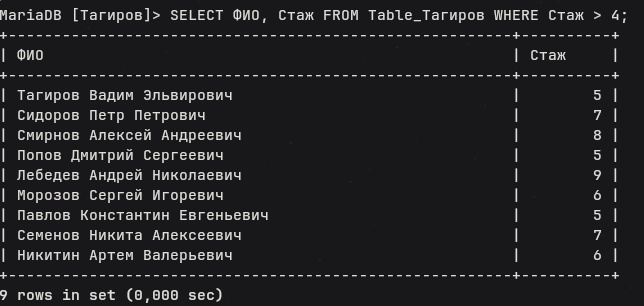 MariaDB [Тагиров]> SELECT ФИО, Стаж FROM Table_Тагиров WHERE Стаж > 4;
+-------------------------------------------------------+----------+
| ФИО | Стаж |
+-------------------------------------------------------+----------+
| Тагиров Вадим Эльвирович | 5 |
| Сидоров Петр Петрович | 7 |
| Смирнов Алексей Андреевич | 8 |
| Попов Дмитрий Сергеевич | 5 |
| Лебедев Андрей Николаевич | 9 |
| Морозов Сергей Игоревич | 6 |
| Павлов Константин Евгеньевич | 5 |
| Семенов Никита Алексеевич | 7 |
| Никитин Артем Валерьевич | 6 |
+-------------------------------------------------------+----------+
9 rows in set (0,000 sec)